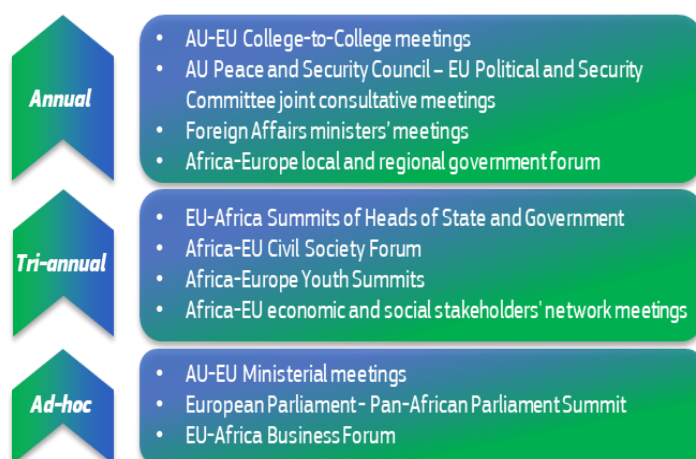 Annual
• AU-EU College-to-College meetings
• AU Peace and Security Council – EU Political and Security
Committee joint consultative meetings
• Foreign Affairs ministers' meetings
• Africa-Europe local and regional government forum
Tri-annual
• EU-Africa Summits of Heads of State and Government
• Africa-EU Civil Society Forum
• Africa-Europe Youth Summits
• Africa-EU economic and social stakeholders' network meetings
Ad-hoc
• AU-EU Ministerial meetings
• European Parliament - Pan-African Parliament Summit
• EU-Africa Business Forum